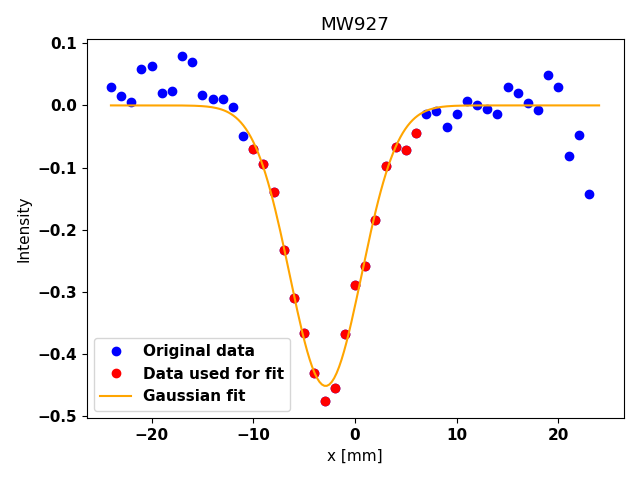 MW927
0.1
0.0
−0.1
−0.2
−0.3
−0.4
−0.5
Intensity
Original data
Data used for fit
Gaussian fit
−20
−10
0
10
20
x [mm]